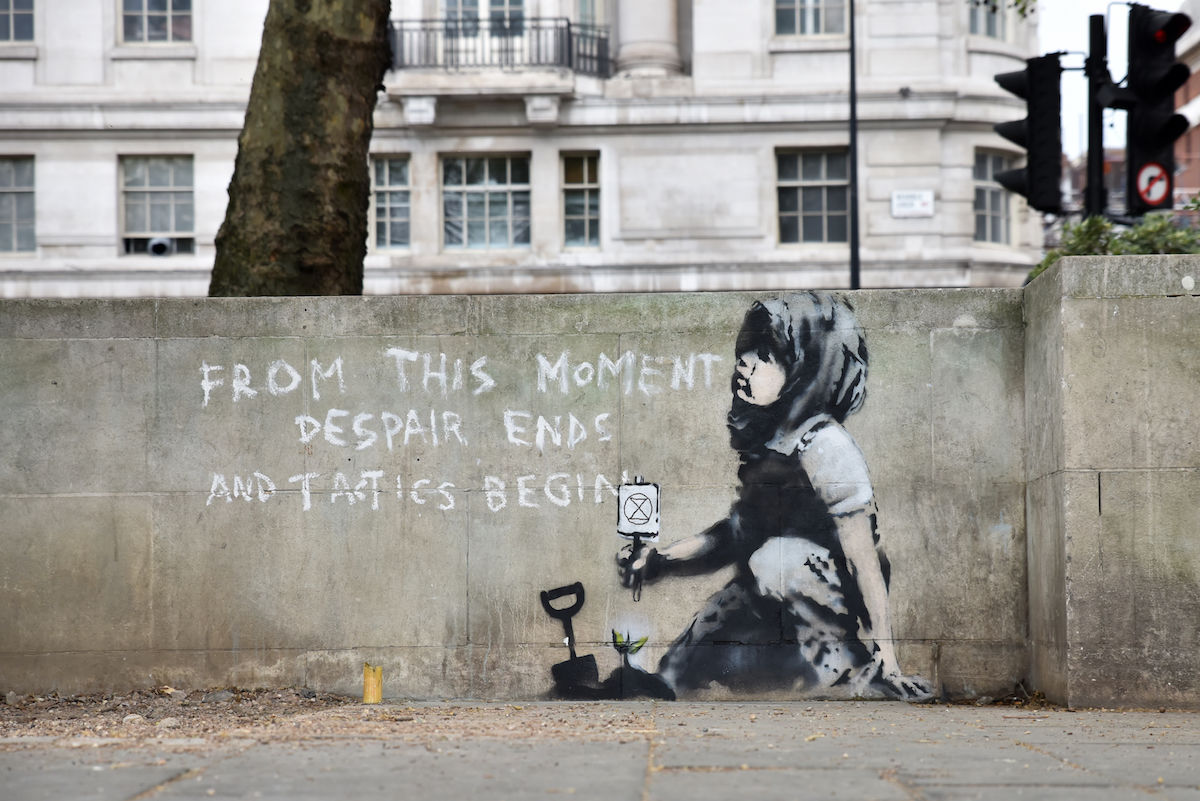 FROM THIS MOMENT
DESPAIR ENDS
AND TACTICS BEGIN